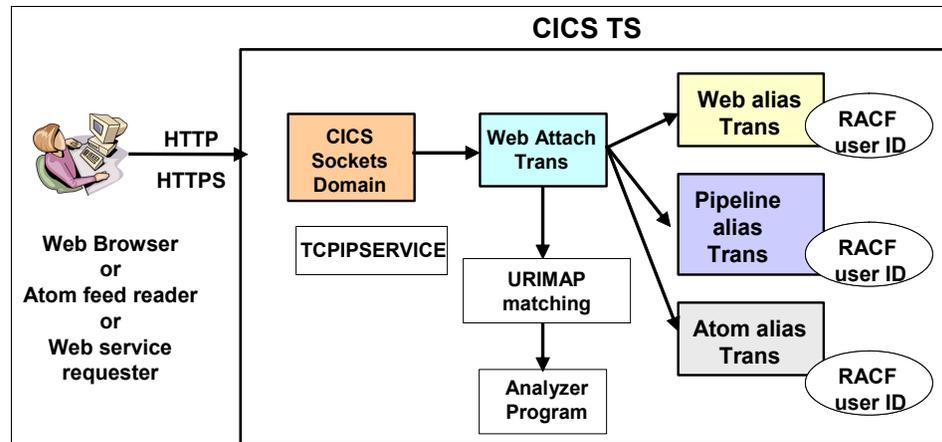 CICS TS
HTTP
HTTPS
Web Browser
or
Atom feed reader
or
Web service
requester
CICS
Sockets
Domain
TCPIPSERVICE
Web Attach
Trans
URIMAP
matching
Analyzer
Program
Web alias
Trans
RACF
user ID
Pipeline
alias
Trans
RACF
user ID
Atom alias
Trans
RACF
user ID